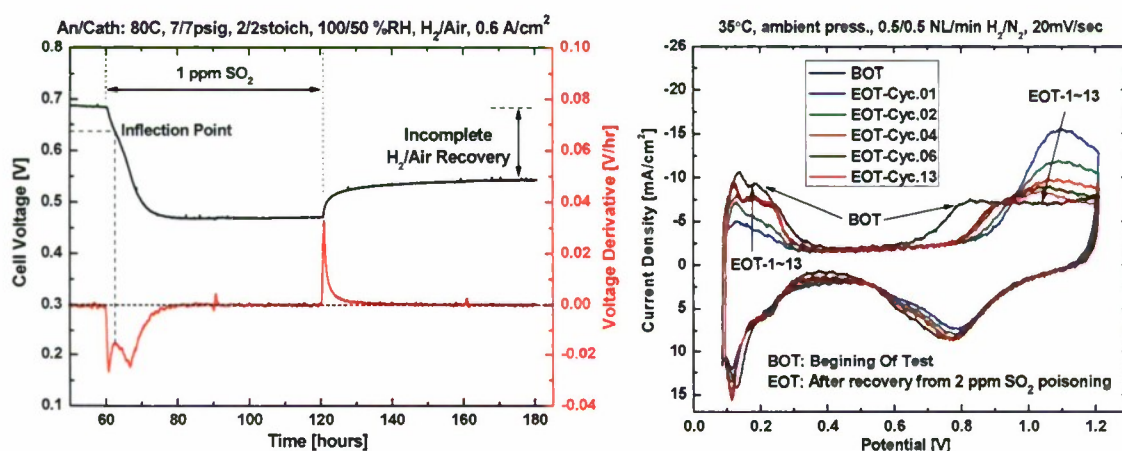 An/Cath: 80C, 7/7psig, 2/2stoich, 100/50 %RH, H2/Air, 0.6 A/cm2
0.8
0.7
0.6
0.5
0.4
0.3
0.2
0.1
Cell Voltage [V]
1 ppm SO2
Inflection Point
Incomplete
H2/Air Recovery
0.10
0.08
0.06
0.04
0.02
0.00
-0.02
-0.04
Voltage Derivative [V/hr]
60
80
100
120
140
160
180
Time [hours]
35°C, ambient press., 0.5/0.5 NL/min H2/N2, 20mV/sec
-26
-20
-15
-10
-5
0
5
10
15
Current Density [mA/cm2]
BOT
EOT-Cyc.01
EOT-Cyc.02
EOT-Cyc.04
EOT-Cyc.06
EOT-Cyc.13
EOT-1~13
BOT
EOT-1~13
BOT: Begining Of Test
EOT: After recovery from 2 ppm SO2 poisoning
0.0
0.2
0.4
0.6
0.8
1.0
1.2
Potential [V]